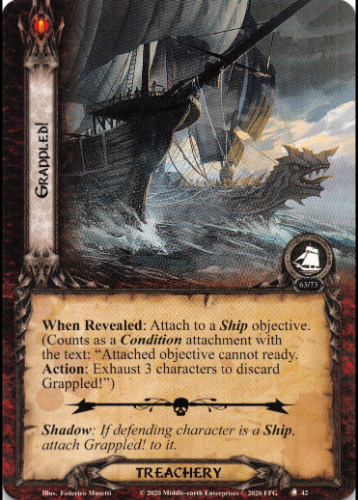 GRAPPLED!
63/73
When Revealed: Attach to a Ship objective.
(Counts as a Condition attachment with
the text: “Attached objective cannot ready.
Action: Exhaust 3 characters to discard
Grappled!”)
Shadow: If defending character is a Ship,
attach Grappled! to it.
TREACHERY
Illus. Federico Musetti
© 2020 Middle-earth Enterprises · 2020 FFG
42